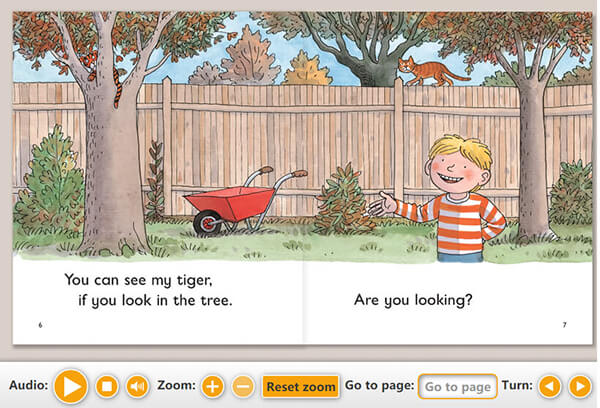 You can see my tiger,
if you look in the tree.
6
Are you looking?
7
Audio: Zoom: Reset zoom Go to page: Go to page Turn: